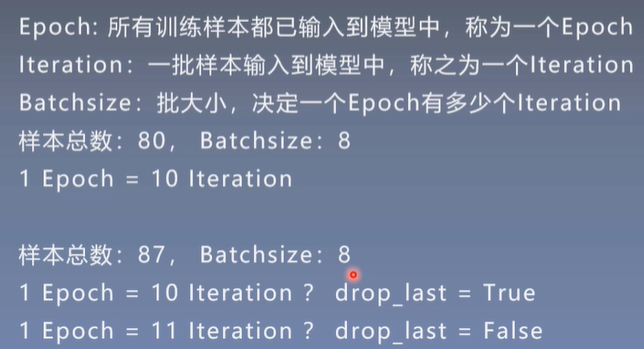 Epoch: 所有训练样本都已输入到模型中，称为一个Epoch
Iteration：一批样本输入到模型中，称之为一个Iteration
Batchsize：批大小，决定一个Epoch有多少个Iteration
样本总数：80， Batchsize：8
1 Epoch = 10 Iteration
样本总数：87， Batchsize：8
1 Epoch = 10 Iteration ? drop_last = True
1 Epoch = 11 Iteration ? drop_last = False